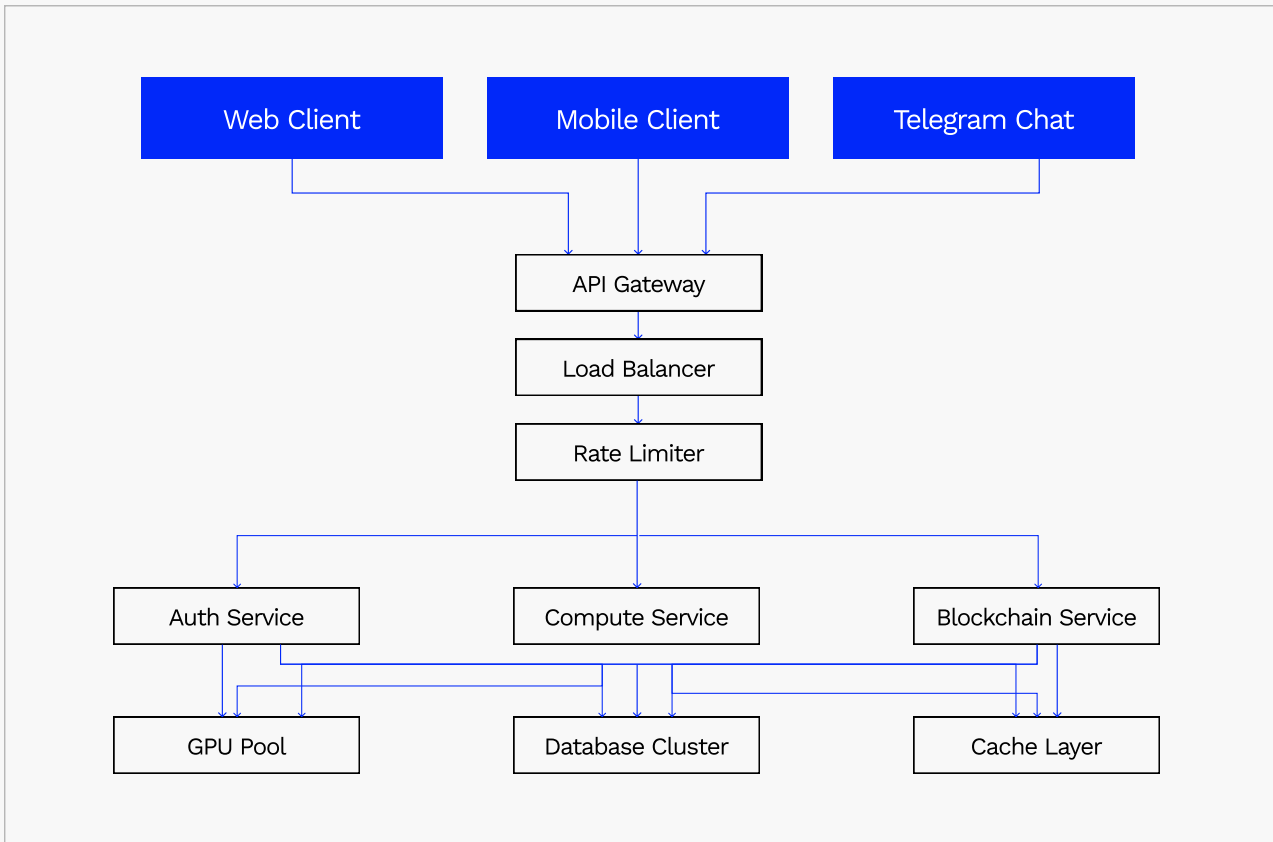 Web Client
Mobile Client
Telegram Chat
API Gateway
Load Balancer
Rate Limiter
Auth Service
Compute Service
Blockchain Service
GPU Pool
Database Cluster
Cache Layer